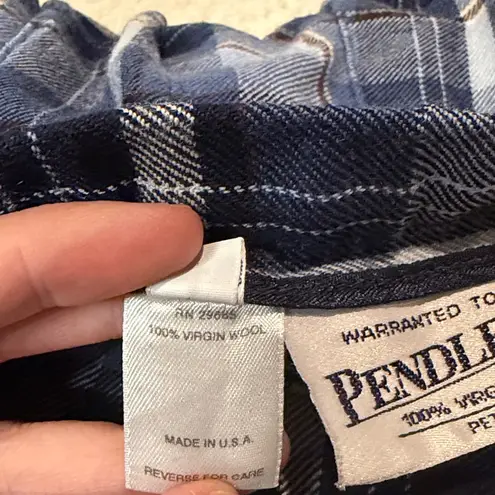 RN 29685
100% VIRGIN WOOL
MADE IN U.S.A.
REVERSE FOR CARE
WARRANTED TO
PENDLE
100% VIRG
PET